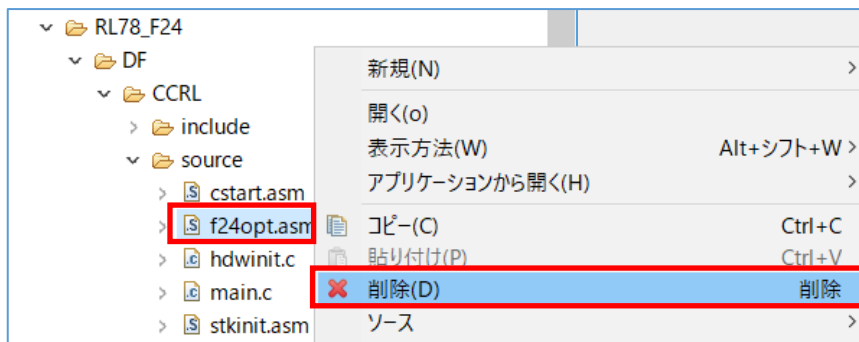 RL78_F24
DF
CCRL
include
source
cstart.asm
f24opt.asm
hdwinit.c
main.c
stkinit.asm
新規(N)
開く(o)
表示方法(W) Alt+シフト+W
アプリケーションから開く(H)
コピー(C) Ctrl+C
貼り付け(P) Ctrl+V
削除(D) 削除
ソース